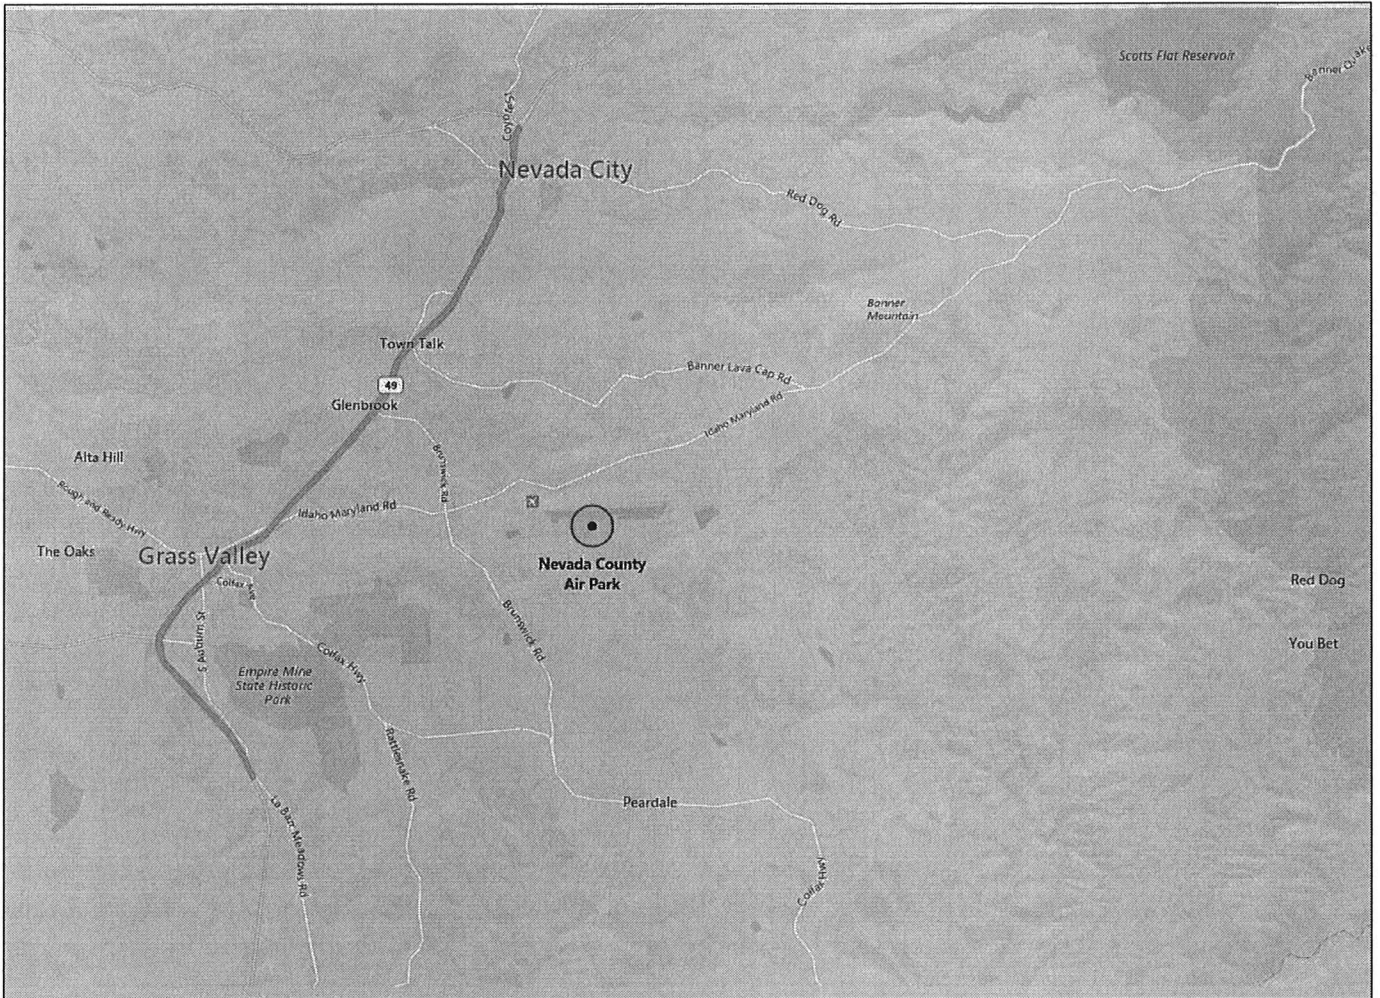 Scotts Flat Reservoir
Banner Quake
Coyote St
Nevada City
Red Dog Rd
Banner
Mountain
Town Talk
Banner Lava Cap Rd
49
Glenbrook
Idaho Maryland Rd
Alta Hill
Brunswick Rd
Rough and Ready Hwy
Idaho Maryland Rd
The Oaks
Grass Valley
Nevada County
Air Park
Colfax Ave
Red Dog
Brunswick Rd
S Auburn St
You Bet
Colfax Hwy
Empire Mine
State Historic
Park
Rattlesnake Rd
Peardale
La Barr Meadows Rd
Colfax Hwy